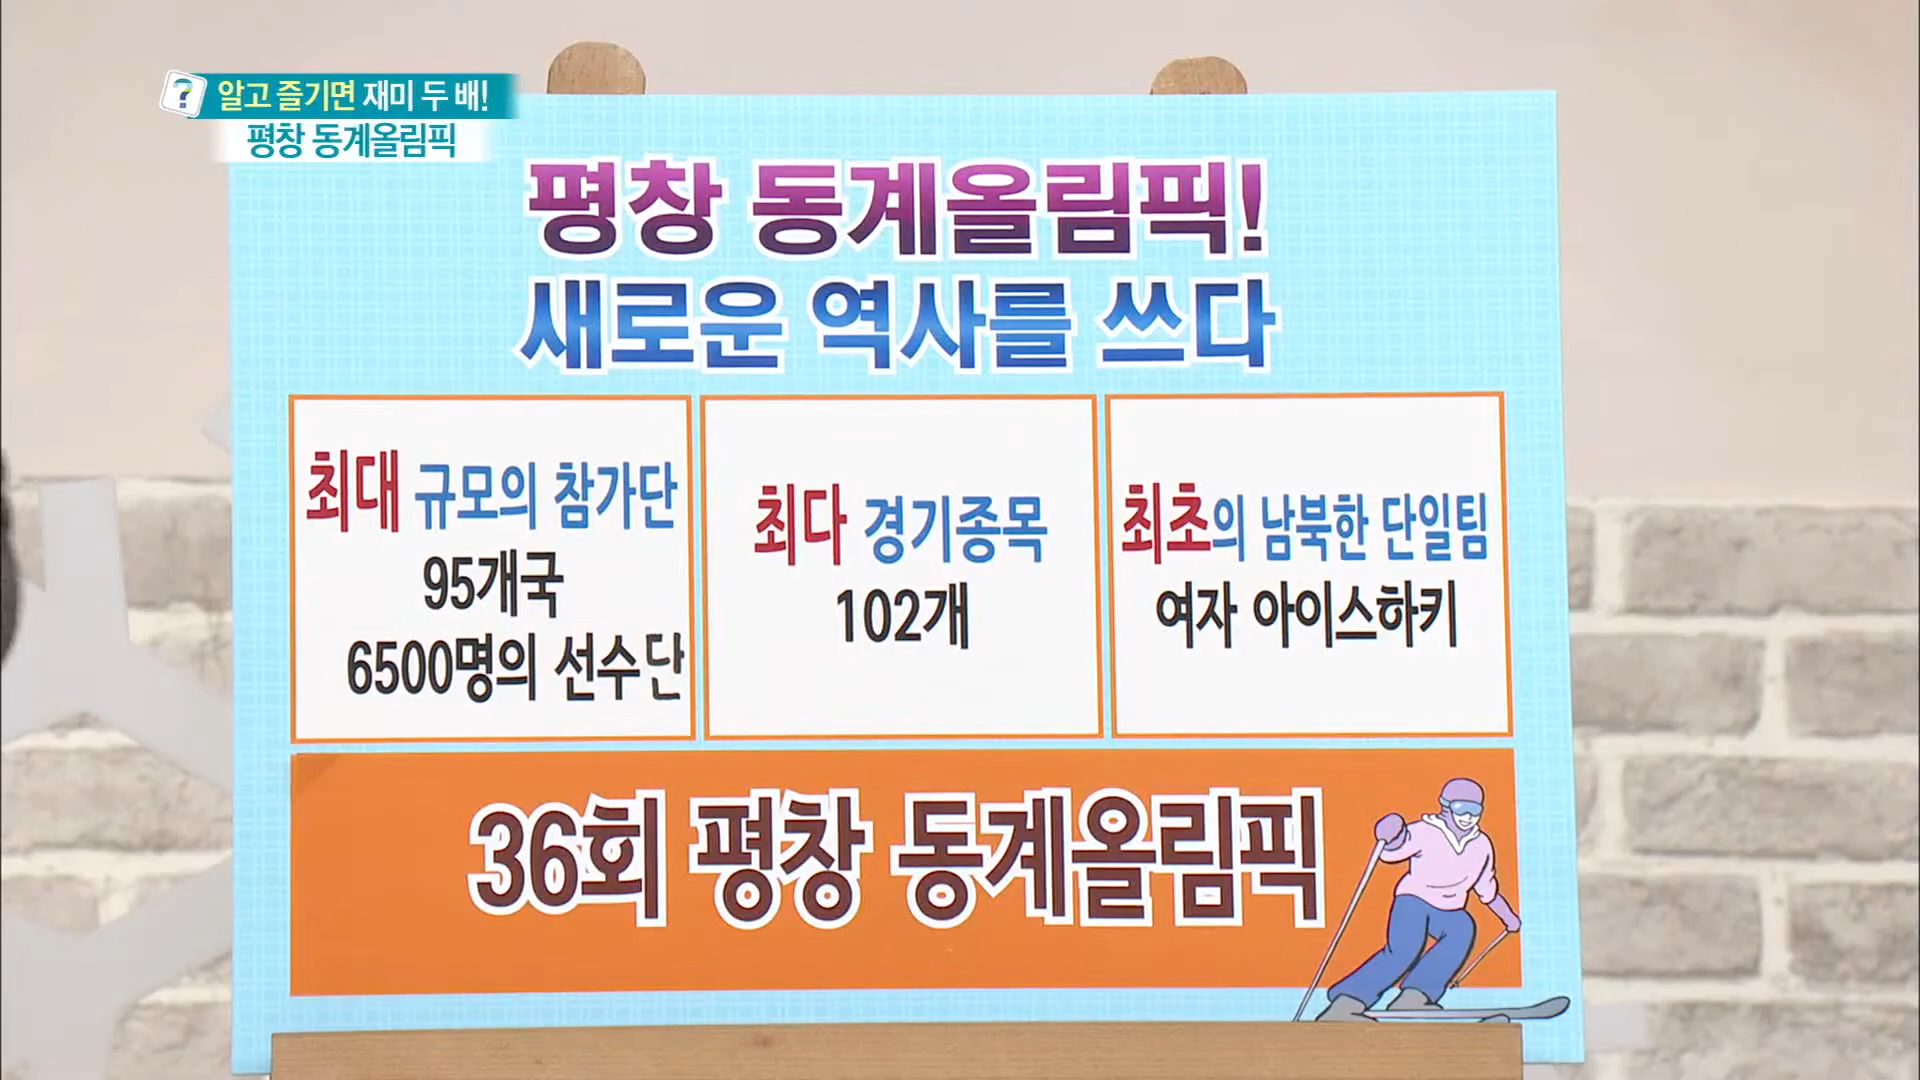 알고 즐기면 재미 두 배!
평창 동계올림픽
평창 동계올림픽!
새로운 역사를 쓰다
최대 규모의 참가단
95개국
6500명의 선수단
최다 경기종목
102개
최초의 남북한 단일팀
여자 아이스하키
36회 평창 동계올림픽